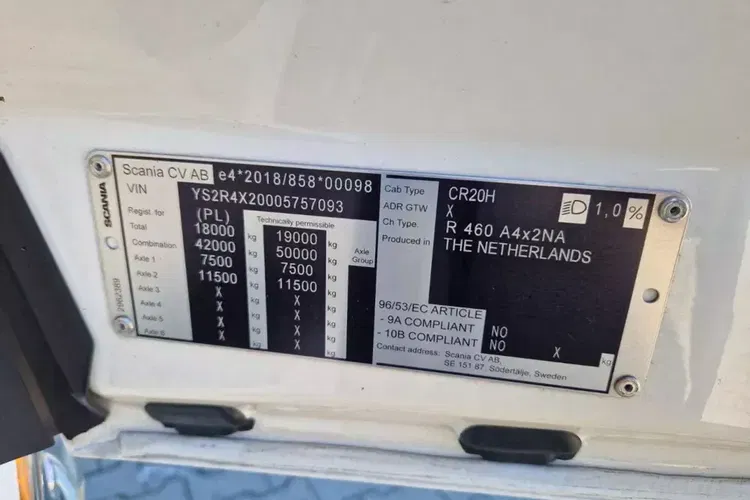 SCANIA
2862389
Scania CV AB e4*2018/858*00098
VIN YS2R4X20005757093
Regist. for (PL) Technically permissible
Total 18000 kg 19000 kg
Combination 42000 kg 50000 kg Axle Group
Axle 1 7500 kg 7500 kg
Axle 2 11500 kg 11500 kg
Axle 3 X kg X kg
Axle 4 X kg X kg
Axle 5 X kg X kg
Axle 6 X kg X kg
Cab Type CR20H 1,0 %
ADR GTW X
Ch Type R 460 A4x2NA
Produced in THE NETHERLANDS
96/53/EC ARTICLE
- 9A COMPLIANT NO
- 10B COMPLIANT NO X kg
Contact address: Scania CV AB,
SE 151 87, Södertälje, Sweden